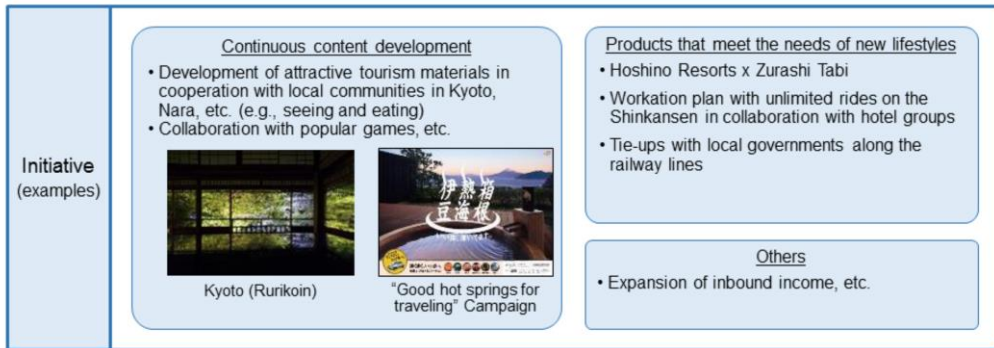 Initiative
(examples)
Continuous content development
• Development of attractive tourism materials in
cooperation with local communities in Kyoto,
Nara, etc. (e.g., seeing and eating)
• Collaboration with popular games, etc.
伊豆 熱海 箱根
Kyoto (Rurikoin)
“Good hot springs for
traveling” Campaign
Products that meet the needs of new lifestyles
• Hoshino Resorts x Zurashi Tabi
• Workation plan with unlimited rides on the
Shinkansen in collaboration with hotel groups
• Tie-ups with local governments along the
railway lines
Others
• Expansion of inbound income, etc.